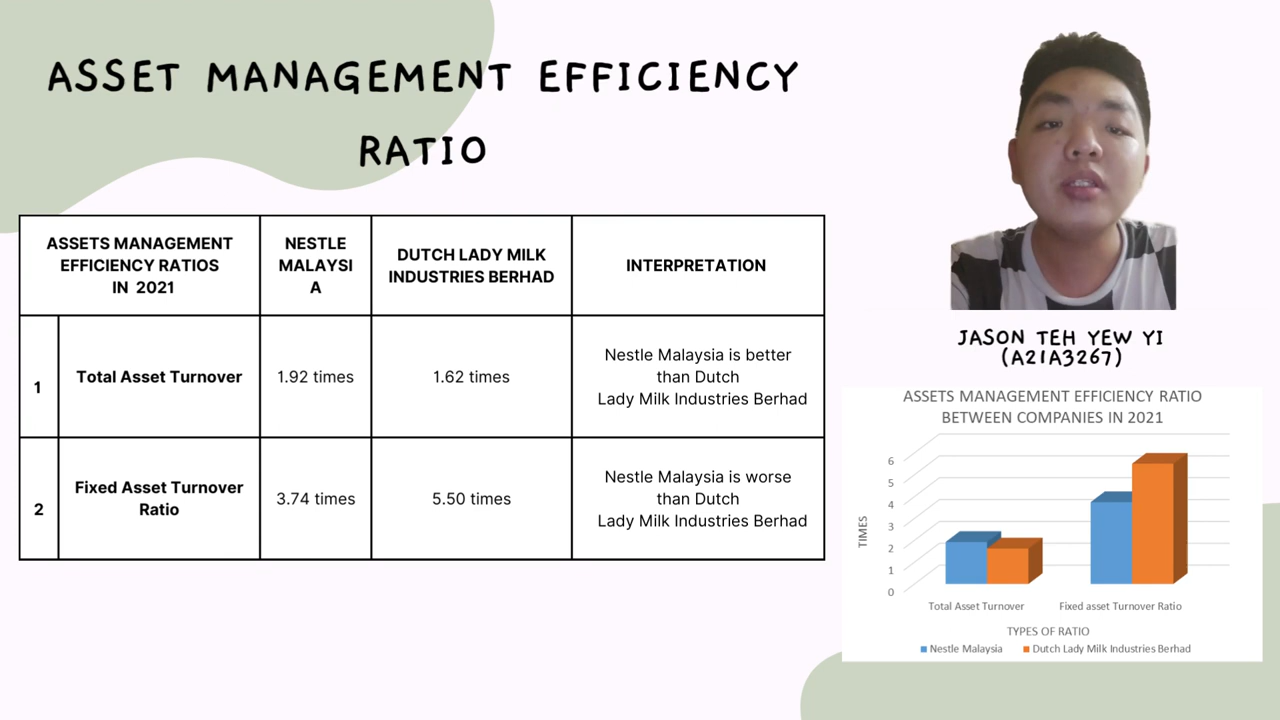 ASSET MANAGEMENT EFFICIENCY
RATIO
ASSETS MANAGEMENT
EFFICIENCY RATIOS
IN 2021
NESTLE
MALAYSI
A
DUTCH LADY MILK
INDUSTRIES BERHAD
INTERPRETATION
1
Total Asset Turnover
1.92 times
1.62 times
Nestle Malaysia is better
than Dutch
Lady Milk Industries Berhad
2
Fixed Asset Turnover
Ratio
3.74 times
5.50 times
Nestle Malaysia is worse
than Dutch
Lady Milk Industries Berhad
JASON TEH YEW YI
(A21A3267)
ASSETS MANAGEMENT EFFICIENCY RATIO
BETWEEN COMPANIES IN 2021
TIMES
6
5
4
3
2
1
0
Total Asset Turnover
Fixed asset Turnover Ratio
TYPES OF RATIO
Nestle Malaysia
Dutch Lady Milk Industries Berhad